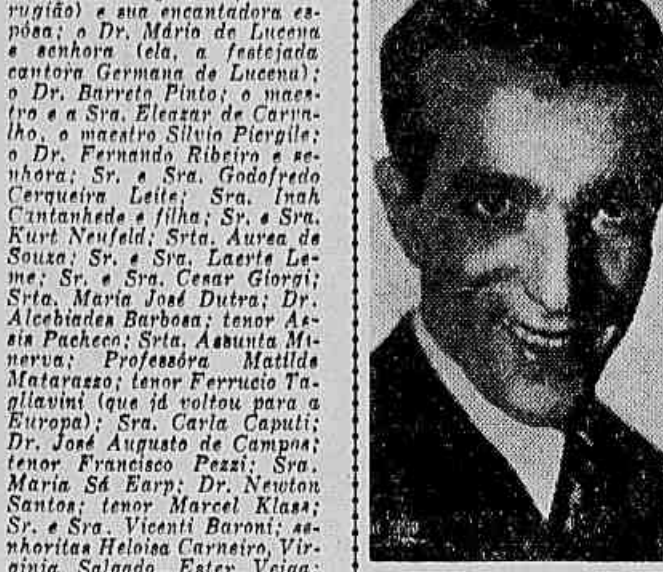 rugião) e sua encantadora es-
pôsa; o Dr. Mário de Lucena
e senhora (ela, a festejada
cantora Germana de Lucena);
o Dr. Barreto Pinto; o maes-
tro e a Sra. Eleazar de Carva-
lho, o maestro Silvio Piergile;
o Dr. Fernando Ribeiro e se-
nhora; Sr. e Sra. Godofredo
Cerqueira Leite; Sra. Inah
Cantanhede e filha; Sr. e Sra.
Kurt Neufeld; Srta. Aurea de
Souza; Sr. e Sra. Laerte Le-
me; Sr. e Sra. Cesar Giorgi;
Srta. Maria José Dutra; Dr.
Alcebiades Barbosa; tenor As-
sis Pacheco; Srta. Assunta Mi-
nerva; Professôra Matilde
Matarasso; tenor Ferrucio Ta-
gliavini (que já voltou para a
Europa); Sra. Carla Caputi;
Dr. José Augusto de Campos;
tenor Francisco Pezzi; Sra.
Maria Sá Earp; Dr. Newton
Santos; tenor Marcel Klass;
Sr. e Sra. Vicenti Baroni; se-
nhoritas Heloisa Carneiro, Vir-
ginia Salgado, Ester Veiga;